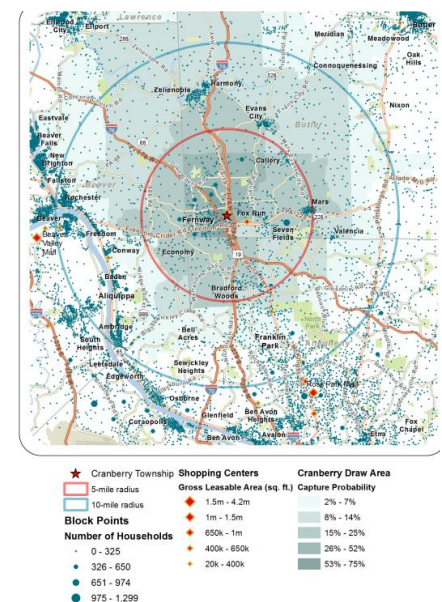 Lawrence
Ellwood
City
Ellport
Meridian
Meadowood
Oak
Hills
Connoquenessing
Zelienople
Harmony
Nixon
Evans
City
Butler
Eastvale
Beaver
Falls
New
Brighton
Fallston
Beaver
Callery
Rochester
Mars
Beaver
Fernway
Fox Run
Beaver
Valley
Mall
Freedom
Seven
Fields
Valencia
228
Conway
Economy
19
Baden
Bradford
Woods
Aliquippa
Ambridge
Bell
Acres
Franklin
Park
South
Heights
Sewickley
Heights
Leetsdale
Edgeworth
Ross Park Mall
Osborne
Glenfield
Ben Avon
Heights
Coraopolis
Ben Avon
Avalon
Etna
Fox
Chapel
Cranberry Township
5-mile radius
10-mile radius
Block Points
Number of Households
0 - 325
326 - 650
651 - 974
975 - 1,299
Shopping Centers
Gross Leasable Area (sq. ft.)
1.5m - 4.2m
1m - 1.5m
650k - 1m
400k - 650k
20k - 400k
Cranberry Draw Area
Capture Probability
2% - 7%
8% - 14%
15% - 25%
26% - 52%
53% - 75%